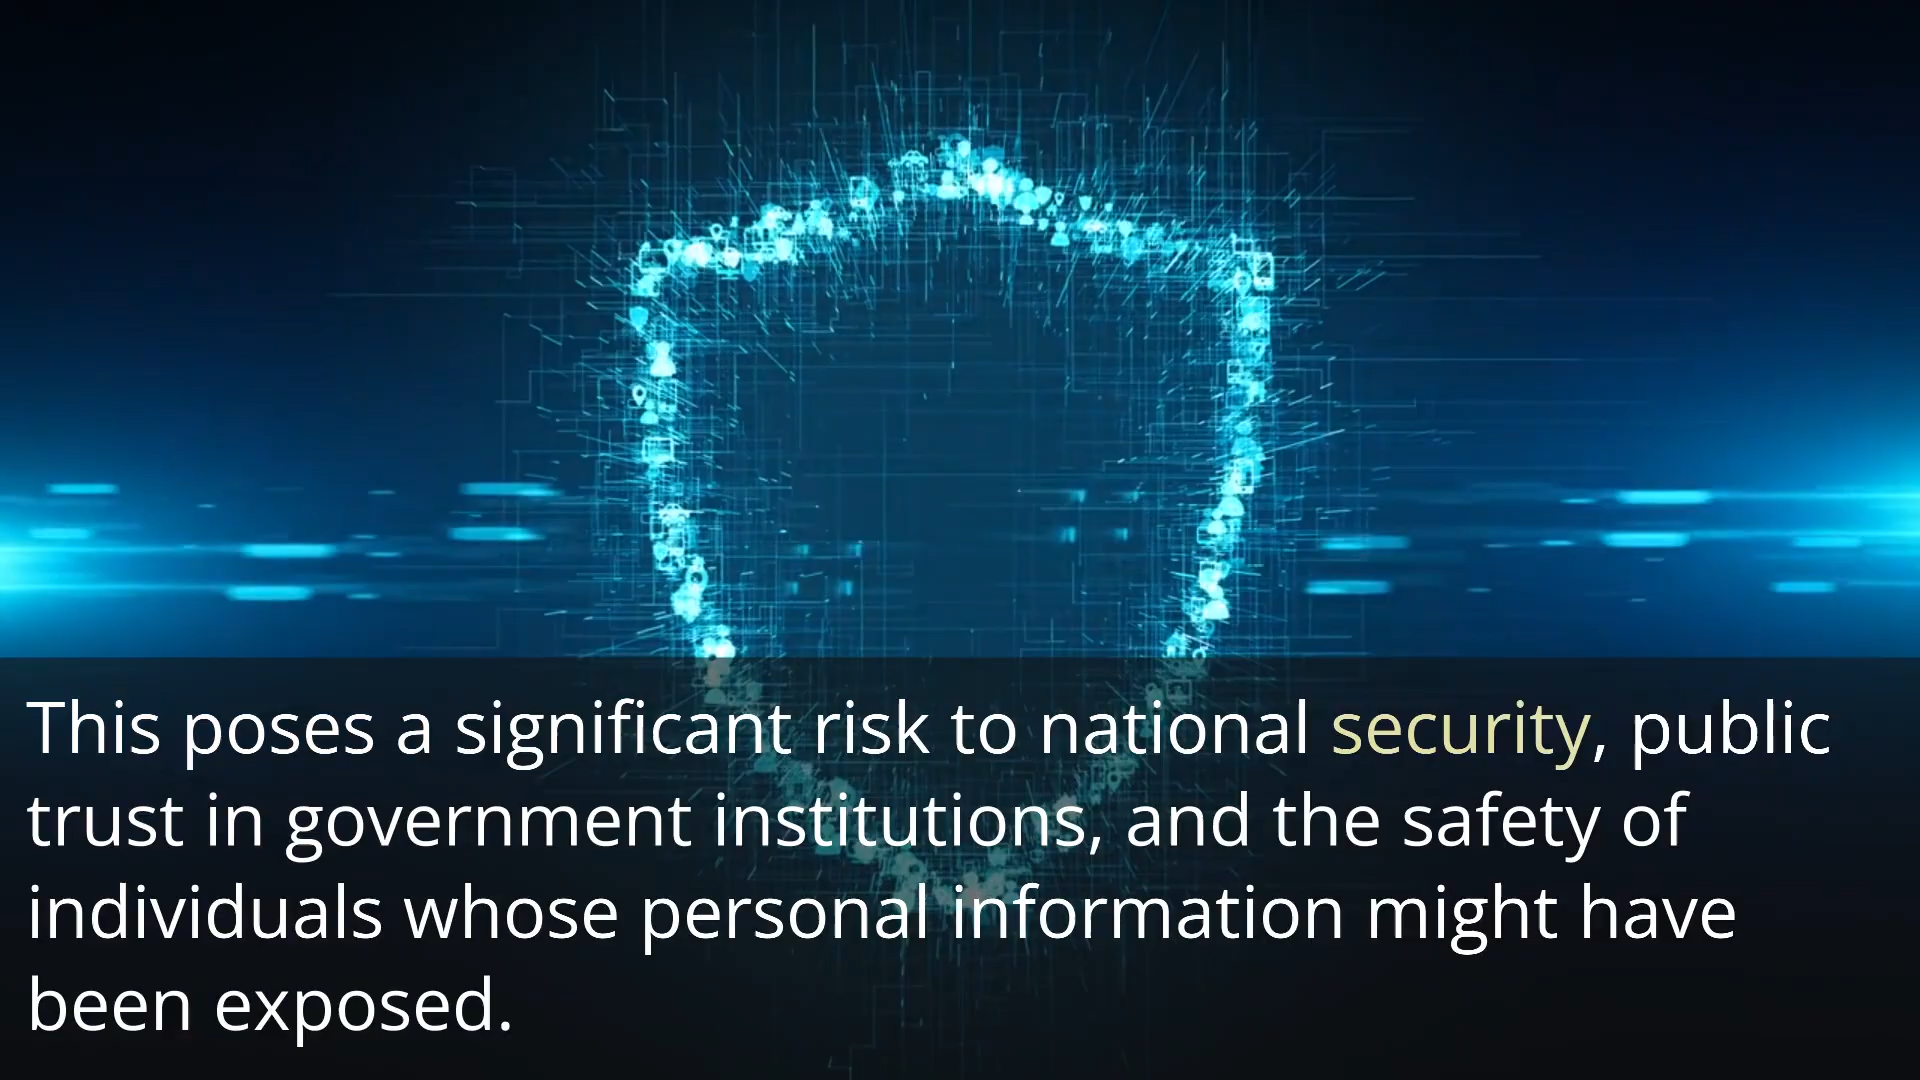 This poses a significant risk to national security, public
trust in government institutions, and the safety of
individuals whose personal information might have
been exposed.